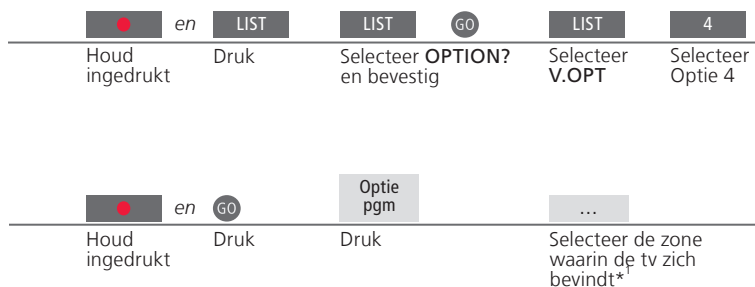 en LIST LIST GO LIST 4
Houd ingedrukt
Druk
Selecteer OPTION? en bevestig
Selecteer V.OPT
Selecteer Optie 4
en GO Optie pgm ...
Houd ingedrukt
Druk
Druk
Selecteer de zone waarin de tv zich bevindt*1